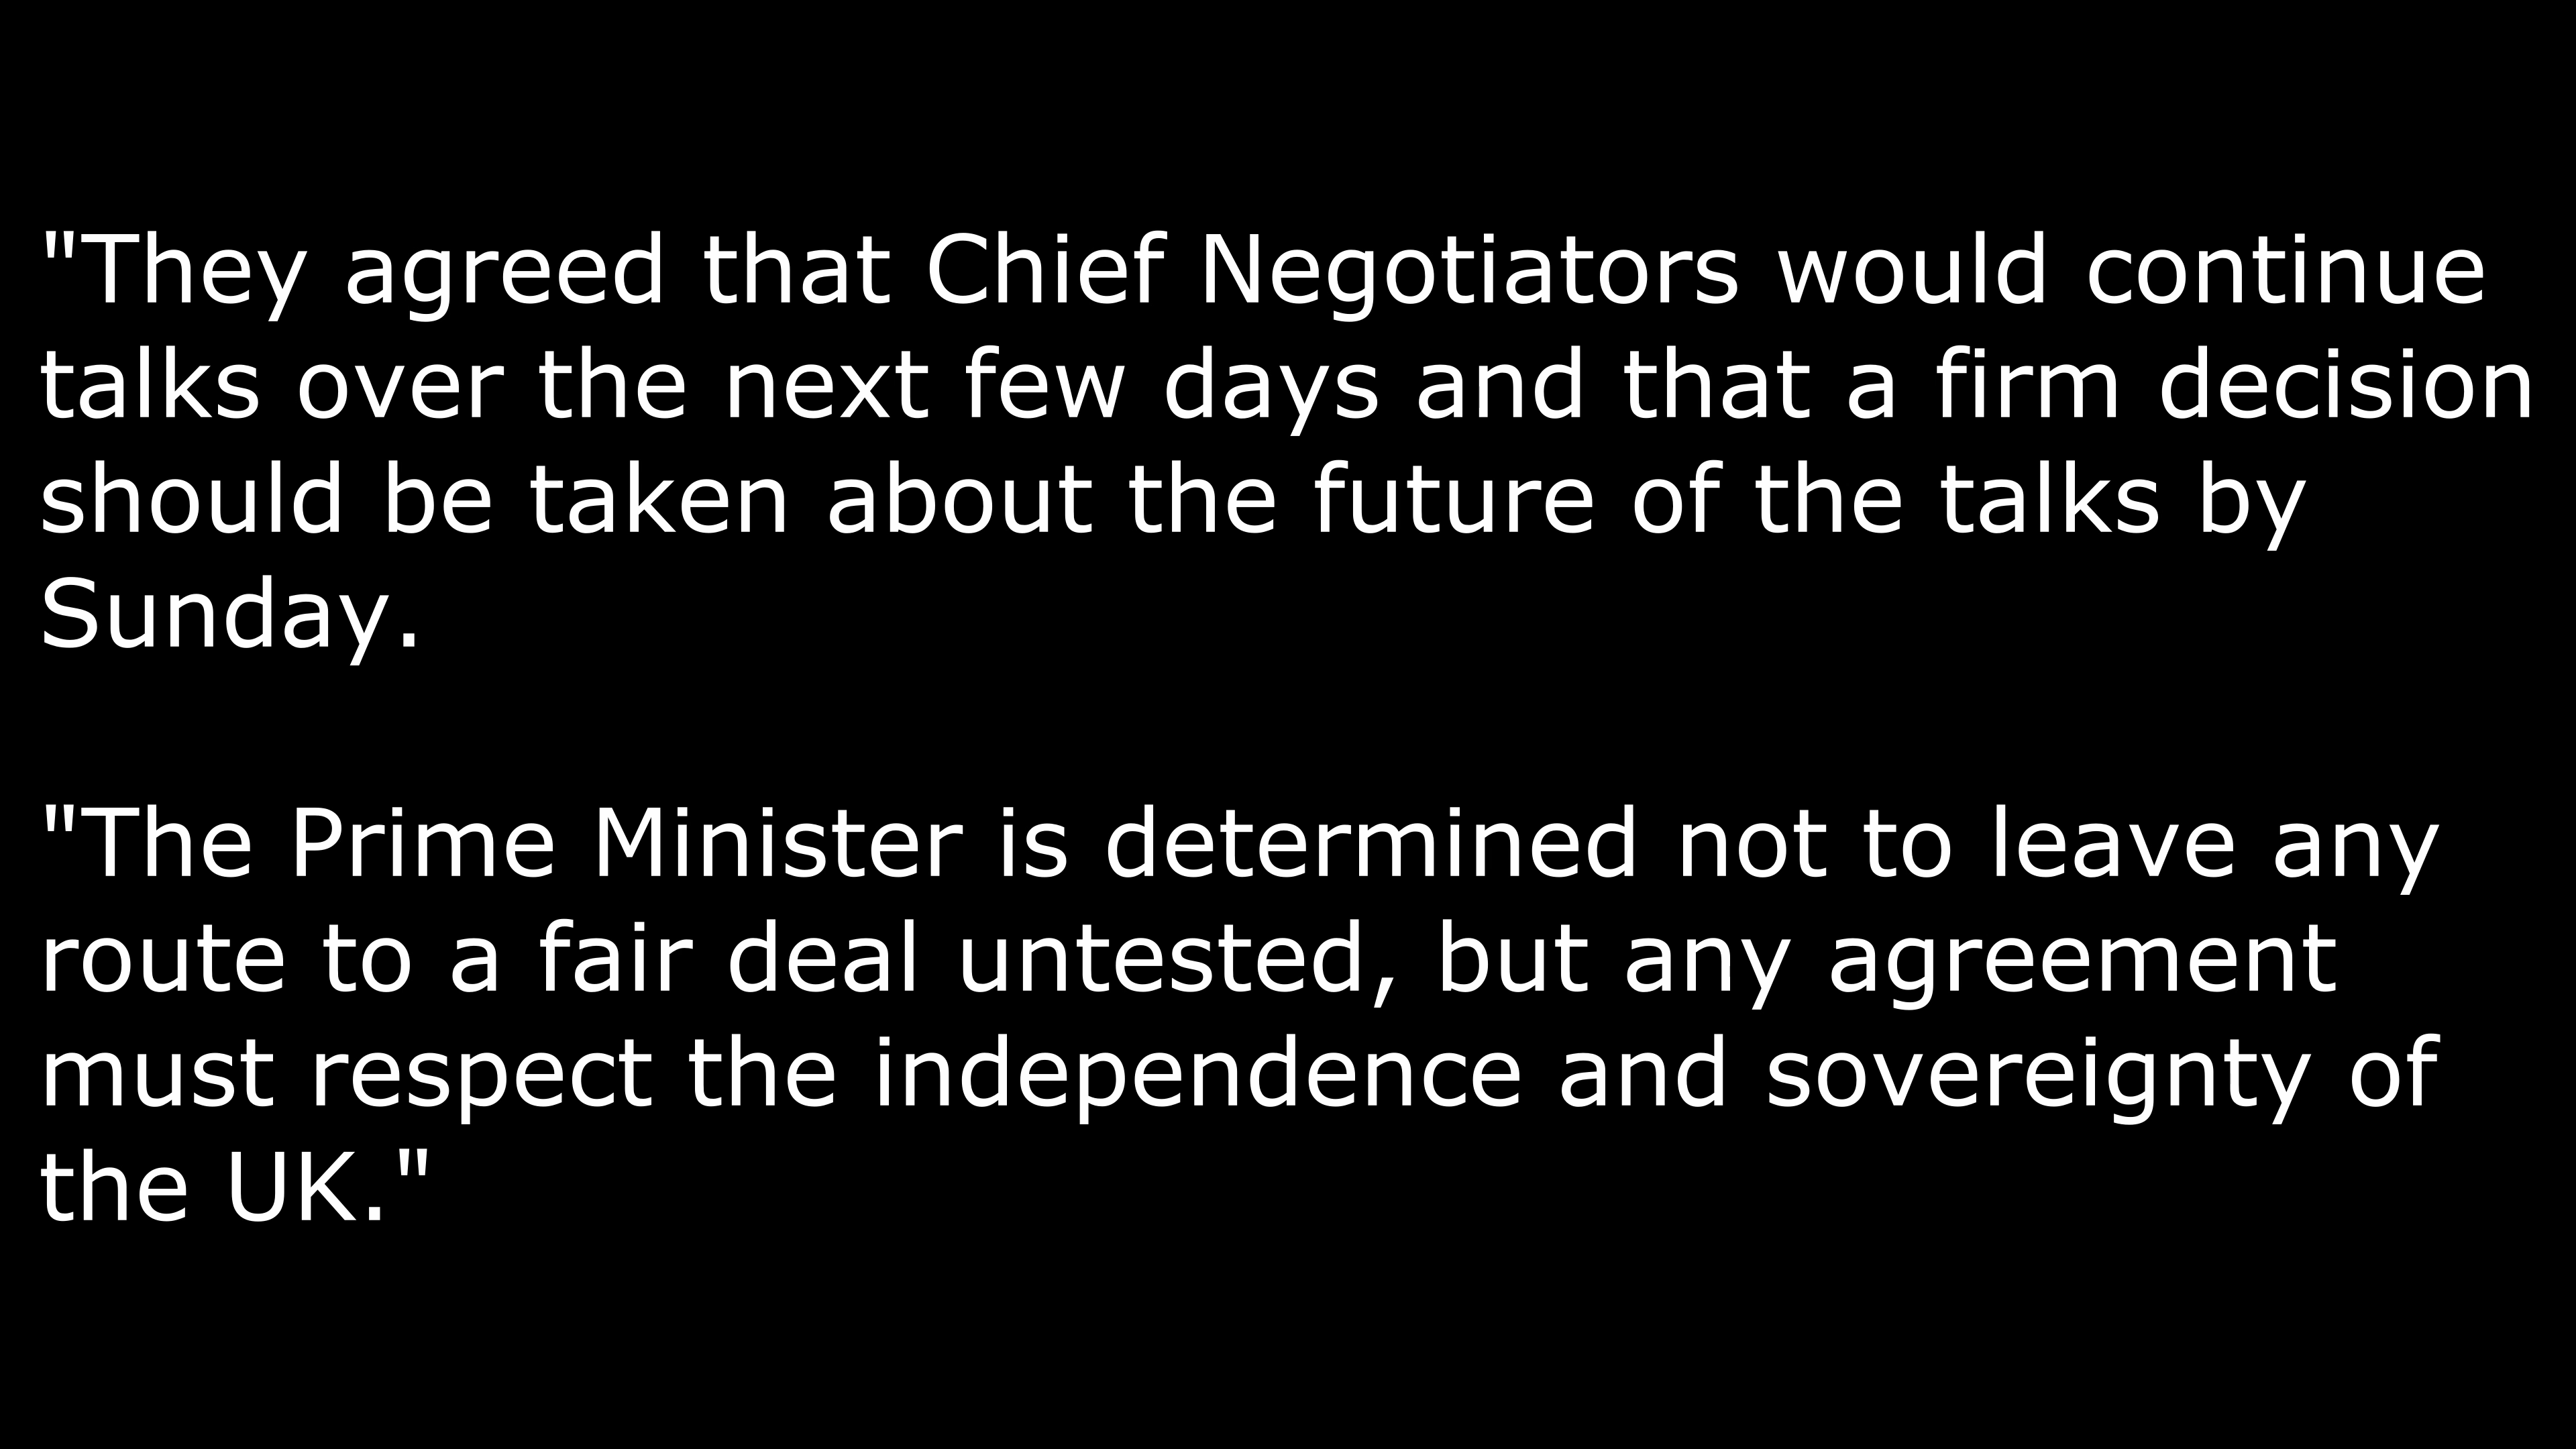 "They agreed that Chief Negotiators would continue
talks over the next few days and that a firm decision
should be taken about the future of the talks by
Sunday.
"The Prime Minister is determined not to leave any
route to a fair deal untested, but any agreement
must respect the independence and sovereignty of
the UK."